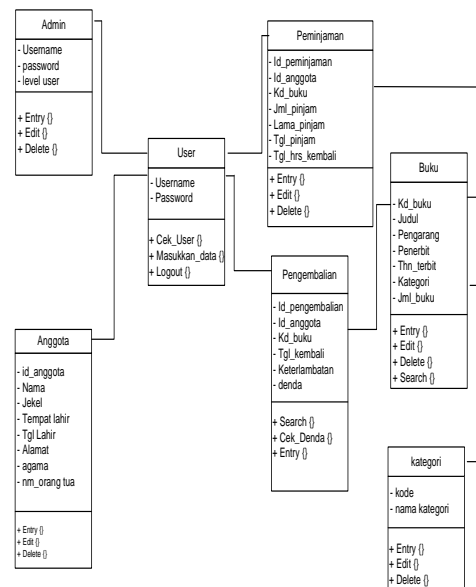 Admin
- Username
- password
- level user
+ Entry {}
+ Edit {}
+ Delete {}
Peminjaman
- Id_peminjaman
- Id_anggota
- Kd_buku
- Jml_pinjam
- Lama_pinjam
- Tgl_pinjam
- Tgl_hrs_kembali
+ Entry {}
+ Edit {}
+ Delete {}
User
- Username
- Password
+ Cek_User {}
+ Masukkan_data {}
+ Logout {}
Buku
- Kd_buku
- Judul
- Pengarang
- Penerbit
- Thn_terbit
- Kategori
- Jml_buku
+ Entry {}
+ Edit {}
+ Delete {}
+ Search {}
Pengembalian
- Id_pengembalian
- Id_anggota
- Kd_buku
- Tgl_kembali
- Keterlambatan
- denda
+ Search {}
+ Cek_Denda {}
+ Entry {}
Anggota
- id_anggota
- Nama
- Jekel
- Tempat lahir
- Tgl Lahir
- Alamat
- agama
- nm_orang tua
+ Entry {}
+ Edit {}
+ Delete {}
kategori
- kode
- nama kategori
+ Entry {}
+ Edit {}
+ Delete {}